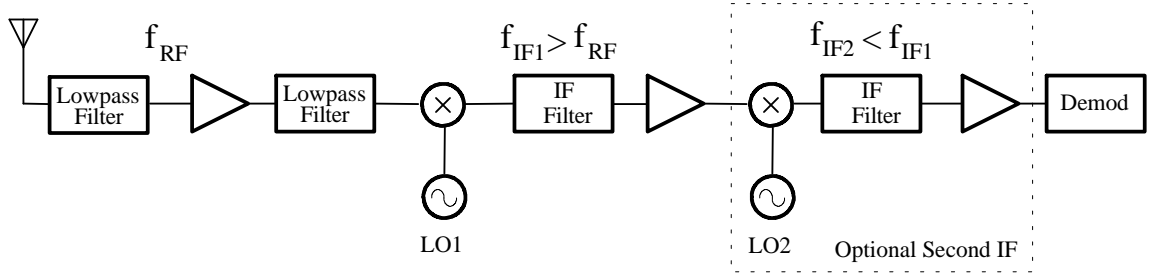 f_RF
f_IF1 > f_RF
f_IF2 < f_IF1
Lowpass
Filter
Lowpass
Filter
IF
Filter
IF
Filter
Demod
LO1
LO2
Optional Second IF